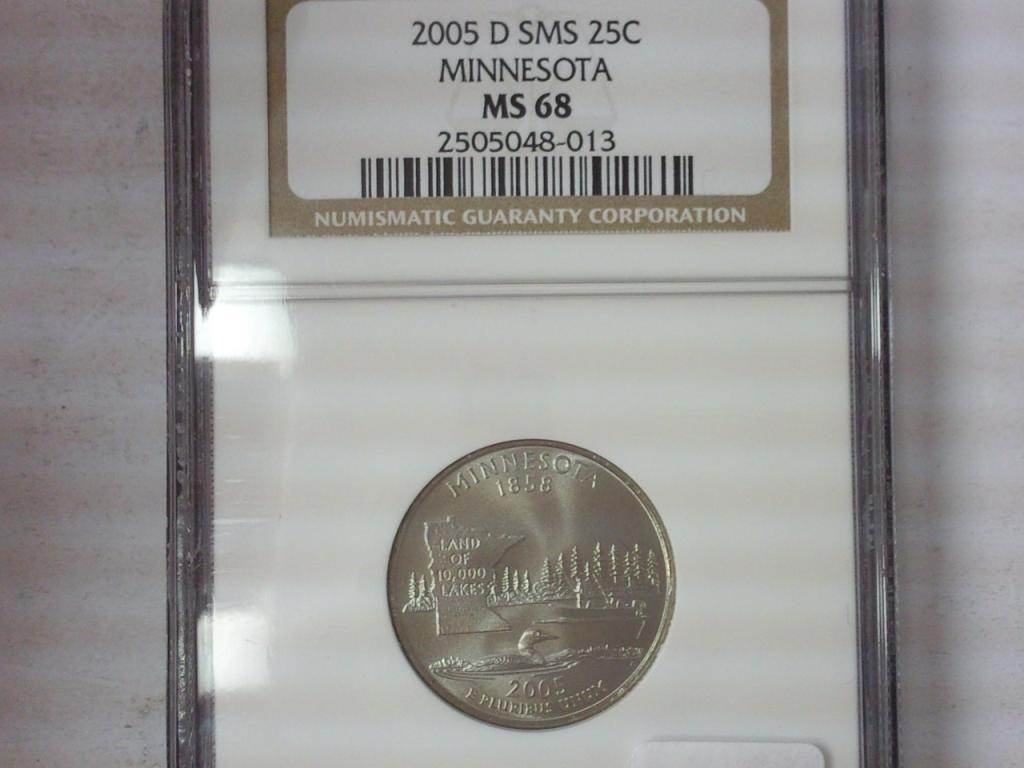 2005 D SMS 25C
MINNESOTA
MS 68
2505048-013
NUMISMATIC GUARANTY CORPORATION
MINNESOTA
1858
LAND
OF
10,000
LAKES
2005
E PLURIBUS UNUM